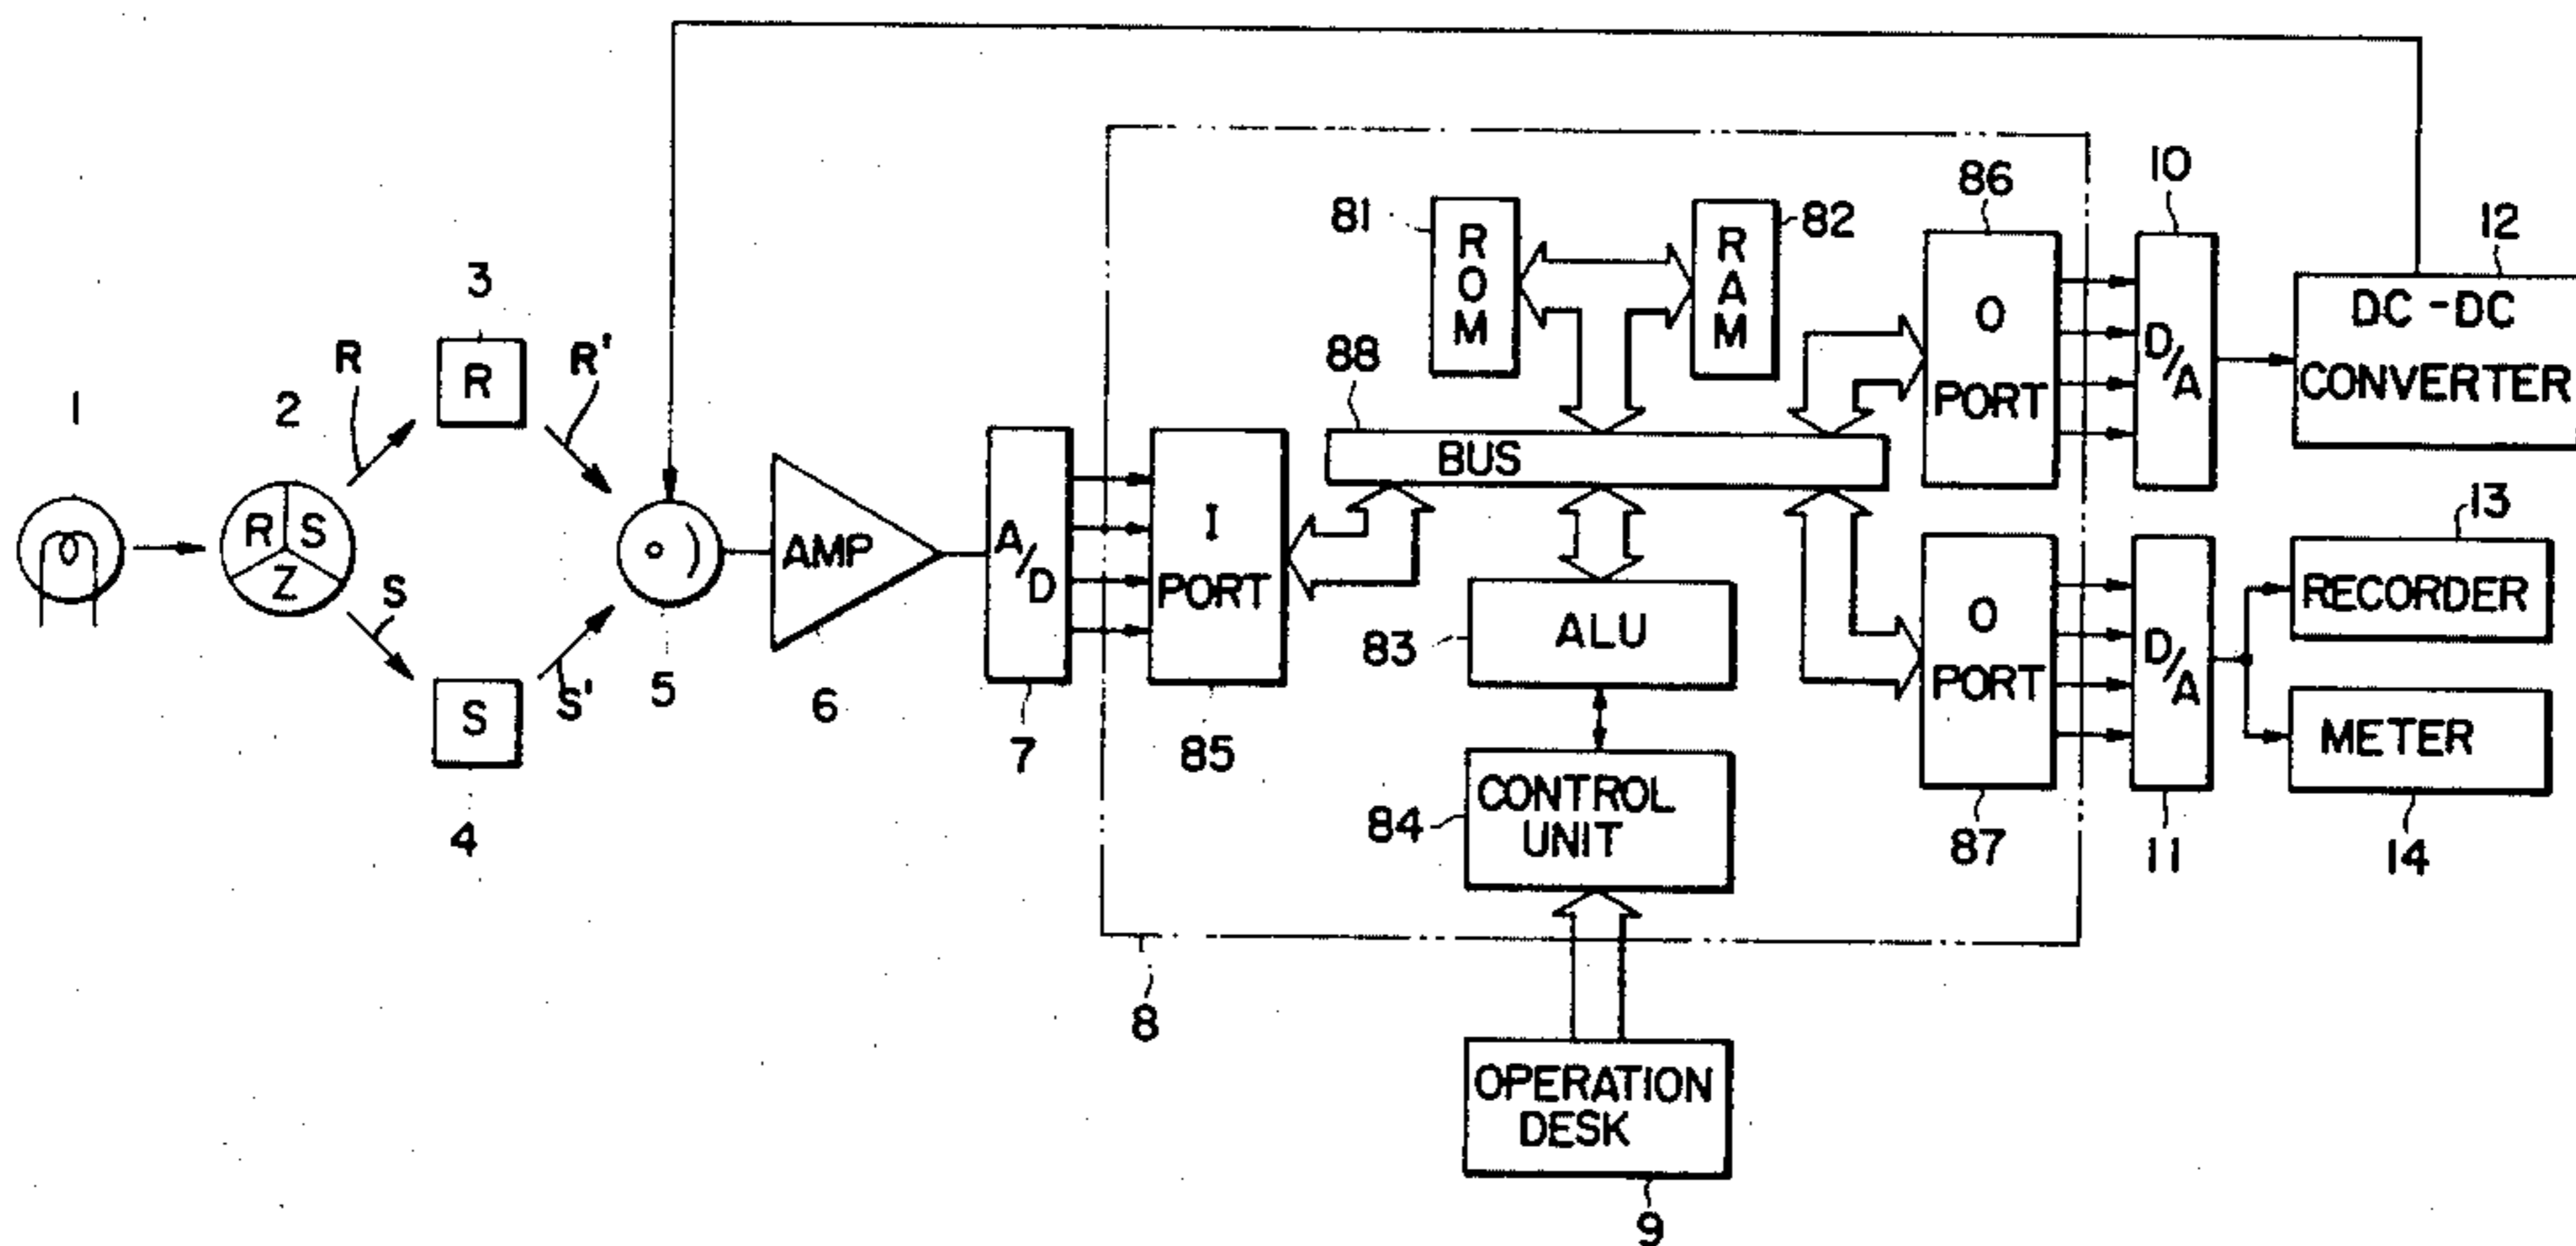 1
2
R
S
Z
R
S
3
R
R'
4
S
S'
5
AMP
6
A/D
7
8
I
PORT
85
81
ROM
RAM
82
88
BUS
83
ALU
84
CONTROL
UNIT
OPERATION
DESK
9
86
O
PORT
O
PORT
87
10
D/A
D/A
11
12
DC-DC
CONVERTER
13
RECORDER
METER
14